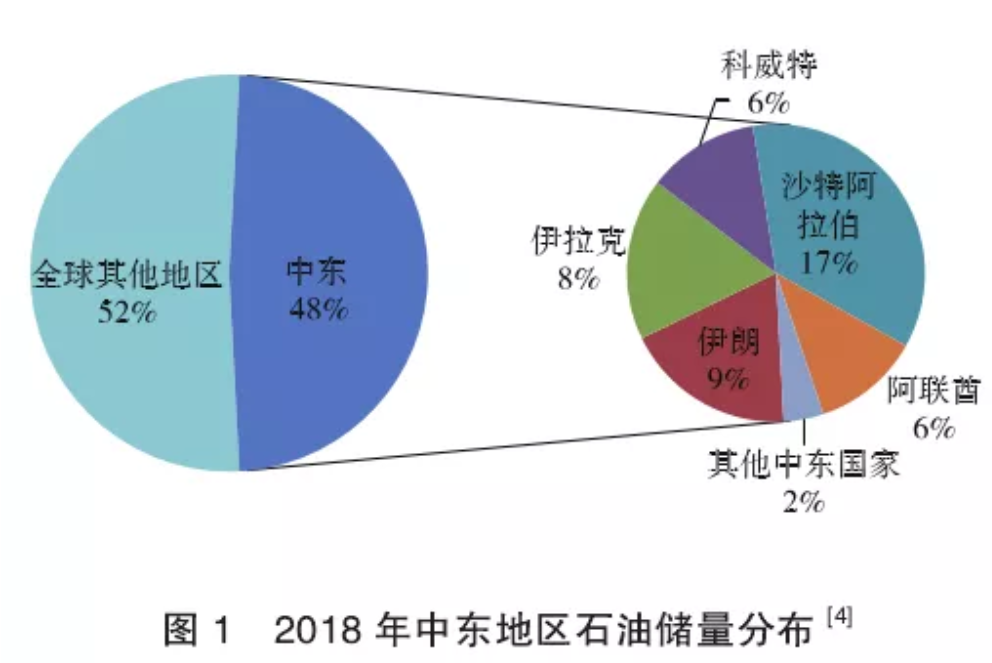 科威特
6%
沙特阿
拉伯
17%
伊拉克
8%
全球其他地区
52%
中东
48%
伊朗
9%
阿联酋
6%
其他中东国家
2%
图 1 2018 年中东地区石油储量分布 [4]